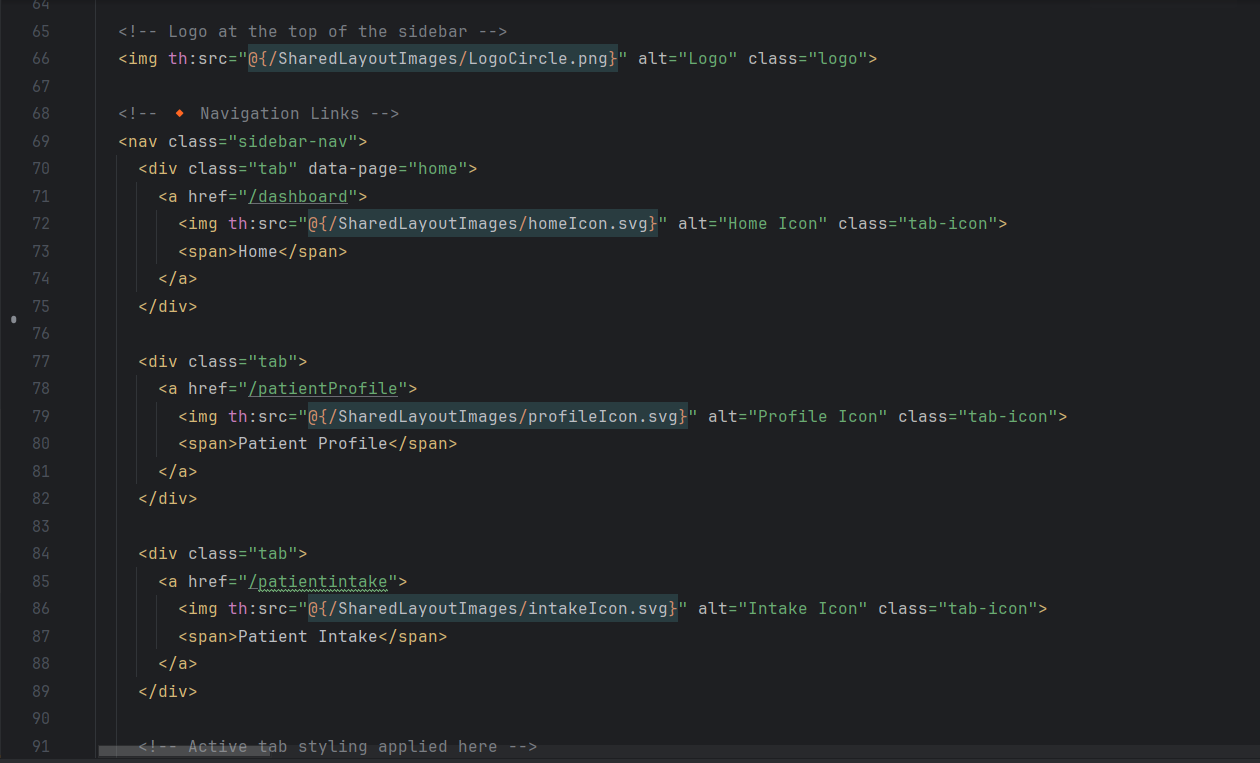 64
65 <!-- Logo at the top of the sidebar -->
66 <img th:src="@{/SharedLayoutImages/LogoCircle.png}" alt="Logo" class="logo">
67
68 <!-- 🔸 Navigation Links -->
69 <nav class="sidebar-nav">
70 <div class="tab" data-page="home">
71 <a href="/dashboard">
72 <img th:src="@{/SharedLayoutImages/homeIcon.svg}" alt="Home Icon" class="tab-icon">
73 <span>Home</span>
74 </a>
75 </div>
76
77 <div class="tab">
78 <a href="/patientProfile">
79 <img th:src="@{/SharedLayoutImages/profileIcon.svg}" alt="Profile Icon" class="tab-icon">
80 <span>Patient Profile</span>
81 </a>
82 </div>
83
84 <div class="tab">
85 <a href="/patientintake">
86 <img th:src="@{/SharedLayoutImages/intakeIcon.svg}" alt="Intake Icon" class="tab-icon">
87 <span>Patient Intake</span>
88 </a>
89 </div>
90
91 <!-- Active tab styling applied here -->